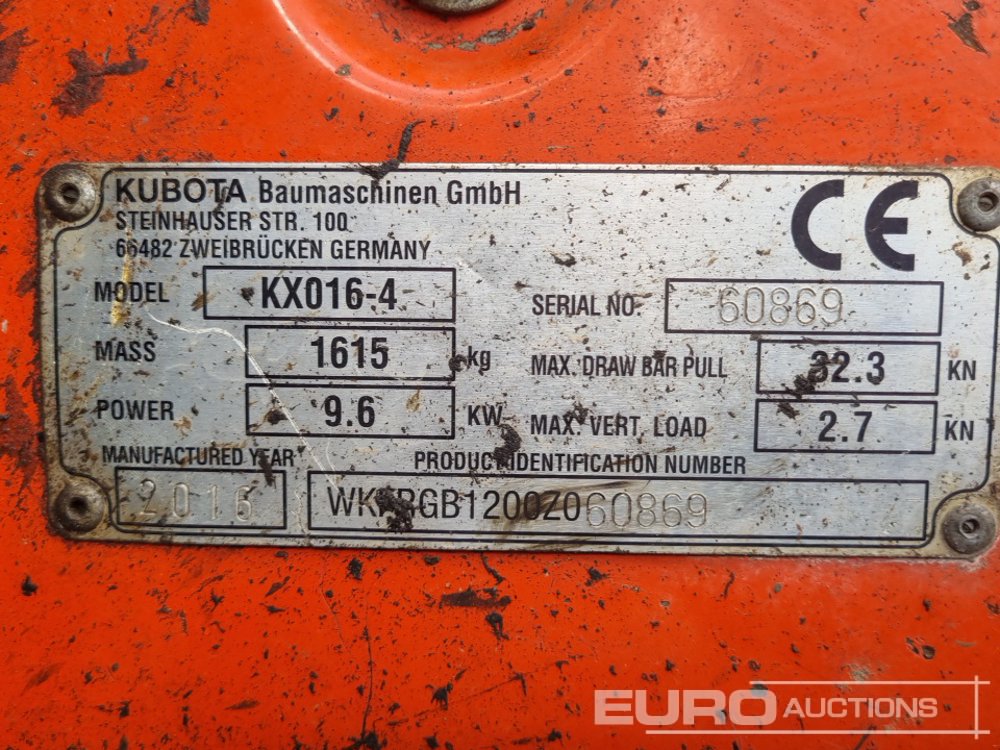 KUBOTA Baumaschinen GmbH
STEINHAUSER STR. 100
66482 ZWEIBRÜCKEN GERMANY
CE
MODEL KX016-4
SERIAL NO. 60869
MASS 1615 kg
MAX. DRAW BAR PULL 32.3 KN
POWER 9.6 KW
MAX. VERT. LOAD 2.7 KN
MANUFACTURED YEAR
PRODUCT IDENTIFICATION NUMBER
2016
EURO AUCTIONS